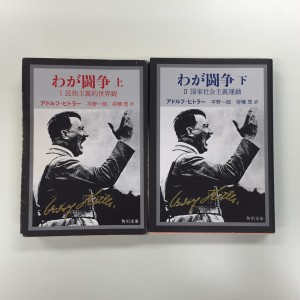 わが闘争 上
I 民族主義的世界観
アドルフ・ヒトラー 平野一郎 将積 茂 訳
角川文庫
わが闘争 下
II 国家社会主義運動
アドルフ・ヒトラー 平野一郎 将積 茂 訳
角川文庫